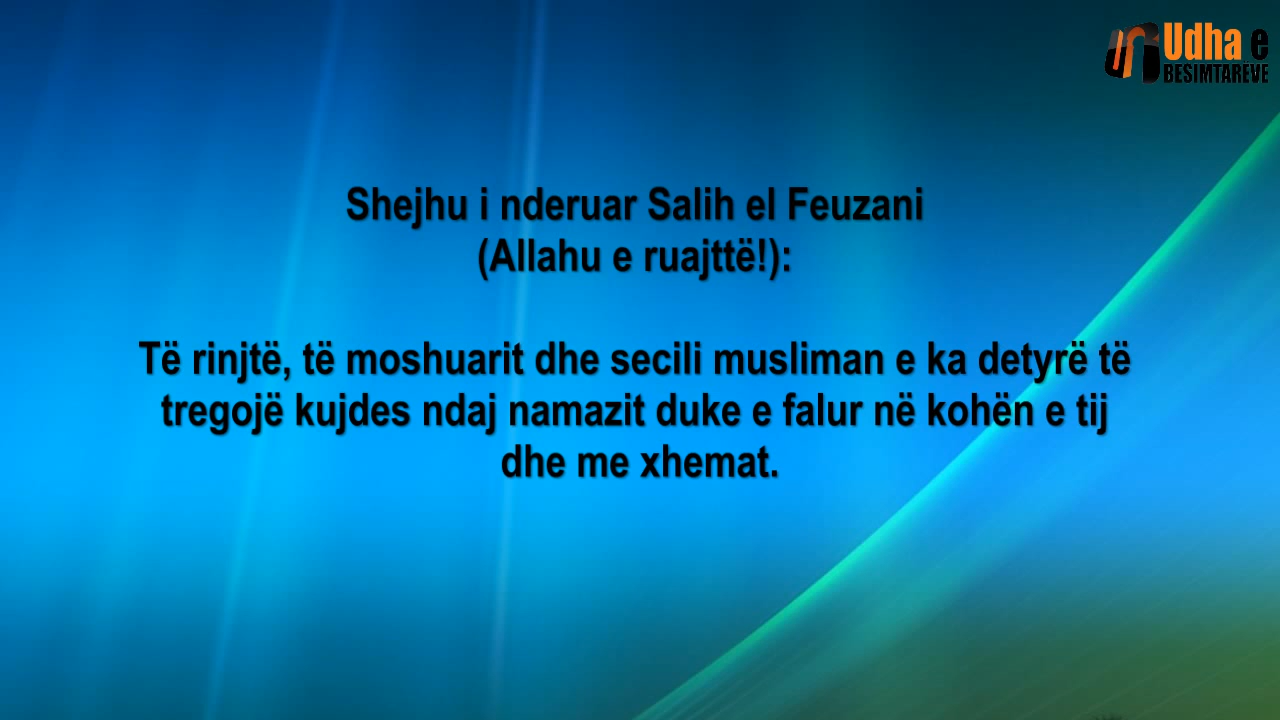 Udha e
BESIMTARËVE
Shejhu i nderuar Salih el Feuzani
(Allahu e ruajttë!):
Të rinjtë, të moshuarit dhe secili musliman e ka detyrë të
tregojë kujdes ndaj namazit duke e falur në kohën e tij
dhe me xhemat.